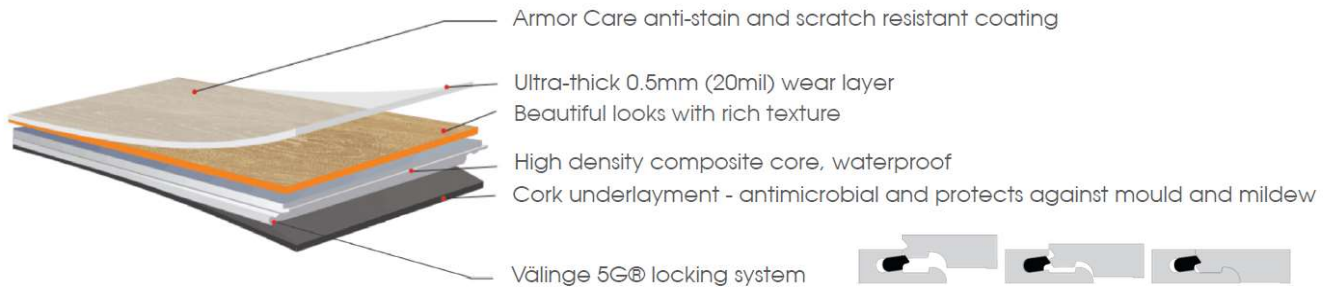 Armor Care anti-stain and scratch resistant coating
Ultra-thick 0.5mm (20mil) wear layer
Beautiful looks with rich texture
High density composite core, waterproof
Cork underlayment - antimicrobial and protects against mould and mildew
Välinge 5G® locking system